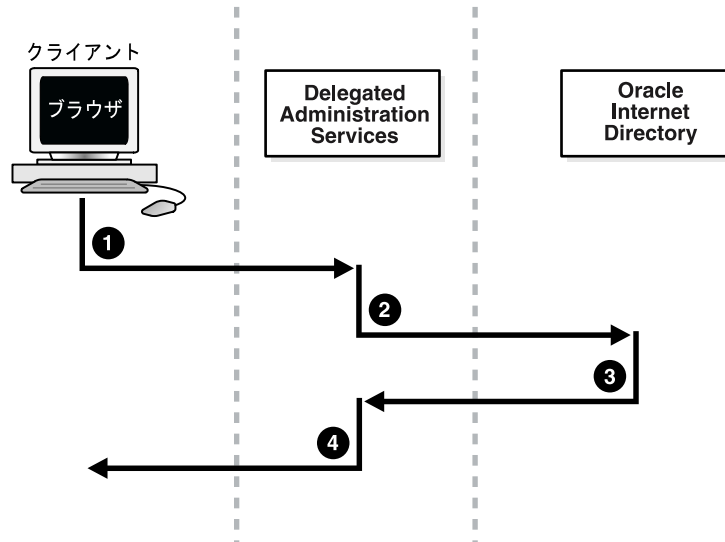 クライアント
ブラウザ
Delegated
Administration
Services
Oracle
Internet
Directory
1
2
3
4